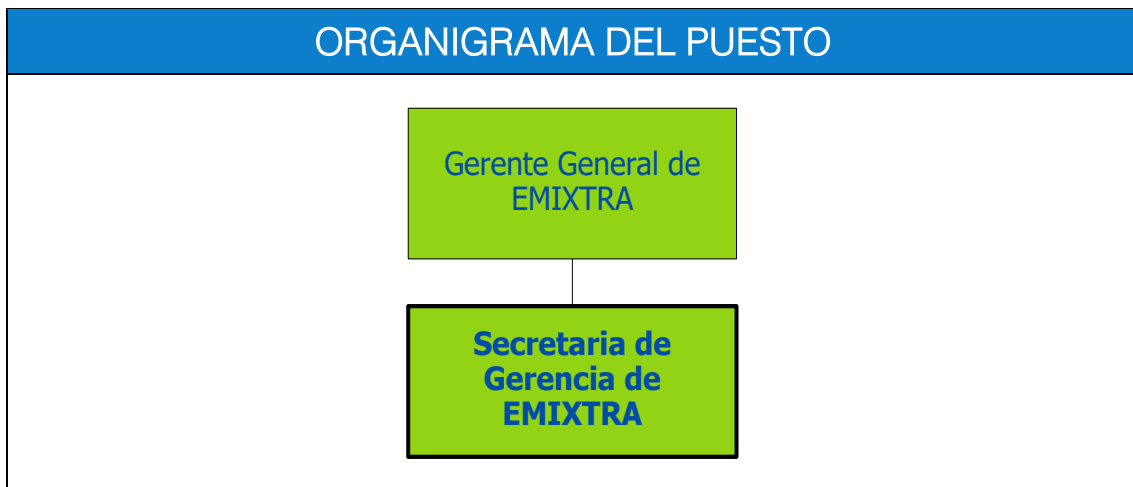 ORGANIGRAMA DEL PUESTO
Gerente General de
EMIXTRA
Secretaria de
Gerencia de
EMIXTRA